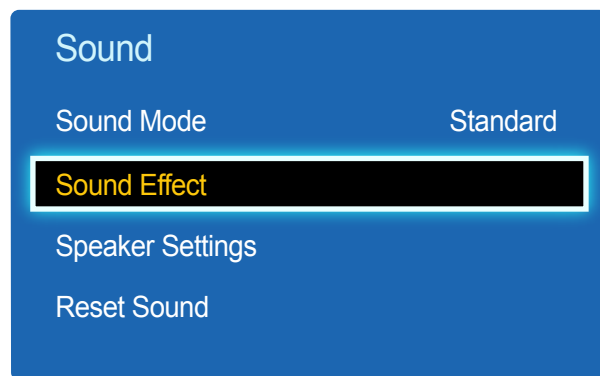 Sound
Sound Mode Standard
Sound Effect
Speaker Settings
Reset Sound